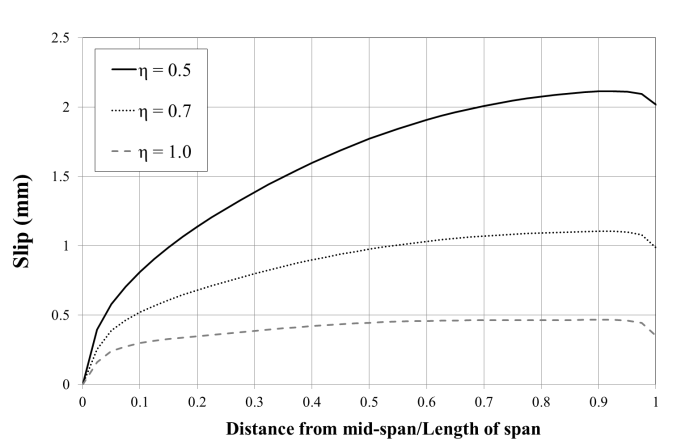 2.5
2
1.5
1
0.5
0
η = 0.5
η = 0.7
η = 1.0
Slip (mm)
0 0.1 0.2 0.3 0.4 0.5 0.6 0.7 0.8 0.9 1
Distance from mid-span/Length of span